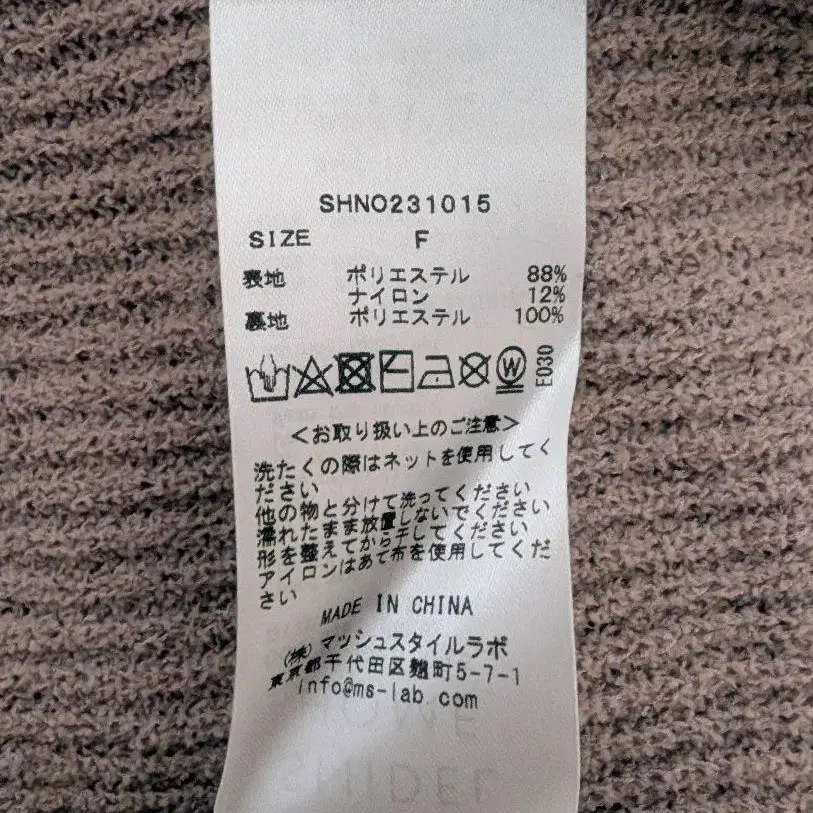 SHNO231015
SIZE F
表地 ポリエステル 88%
ナイロン 12%
裏地 ポリエステル 100%
W E030
＜お取り扱い上のご注意＞
洗たくの際はネットを使用してく
ださい
他の物と分けて洗ってください
濡れたまま放置しないでください
形を整えてから干してください
アイロンはあて布を使用してくだ
さい
MADE IN CHINA
(株)マッシュスタイルラボ
東京都千代田区麹町5-7-1
info@ms-lab.com